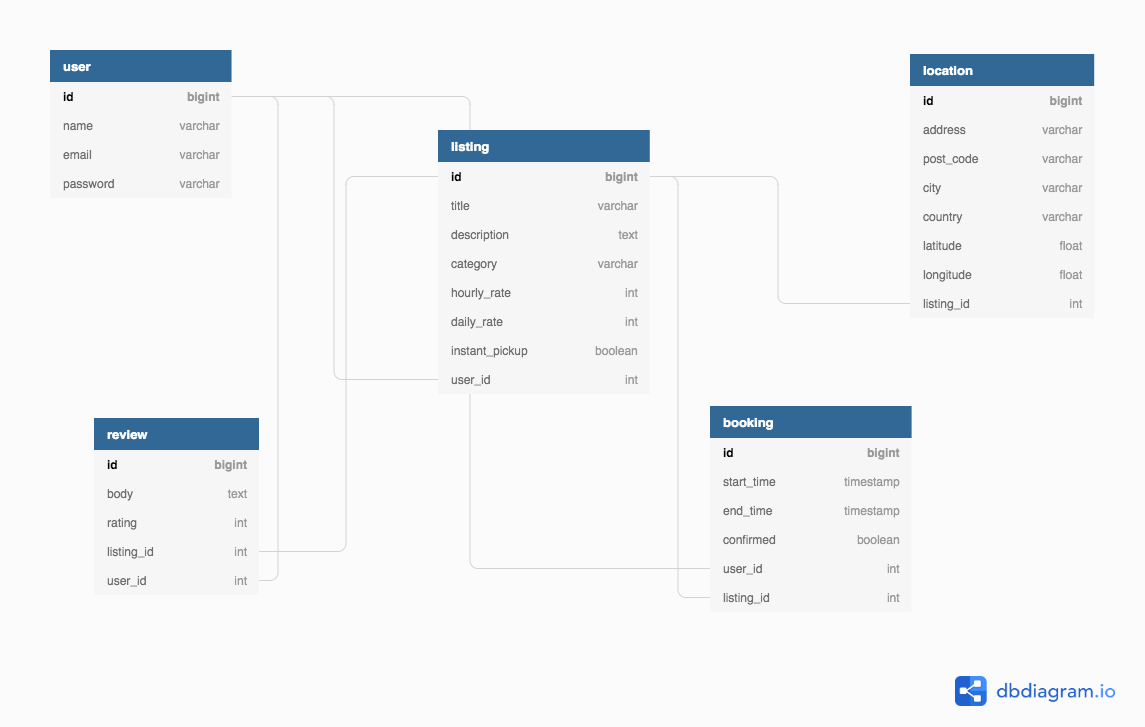 user
id bigint
name varchar
email varchar
password varchar
listing
id bigint
title varchar
description text
category varchar
hourly_rate int
daily_rate int
instant_pickup boolean
user_id int
location
id bigint
address varchar
post_code varchar
city varchar
country varchar
latitude float
longitude float
listing_id int
review
id bigint
body text
rating int
listing_id int
user_id int
booking
id bigint
start_time timestamp
end_time timestamp
confirmed boolean
user_id int
listing_id int
dbdiagram.io